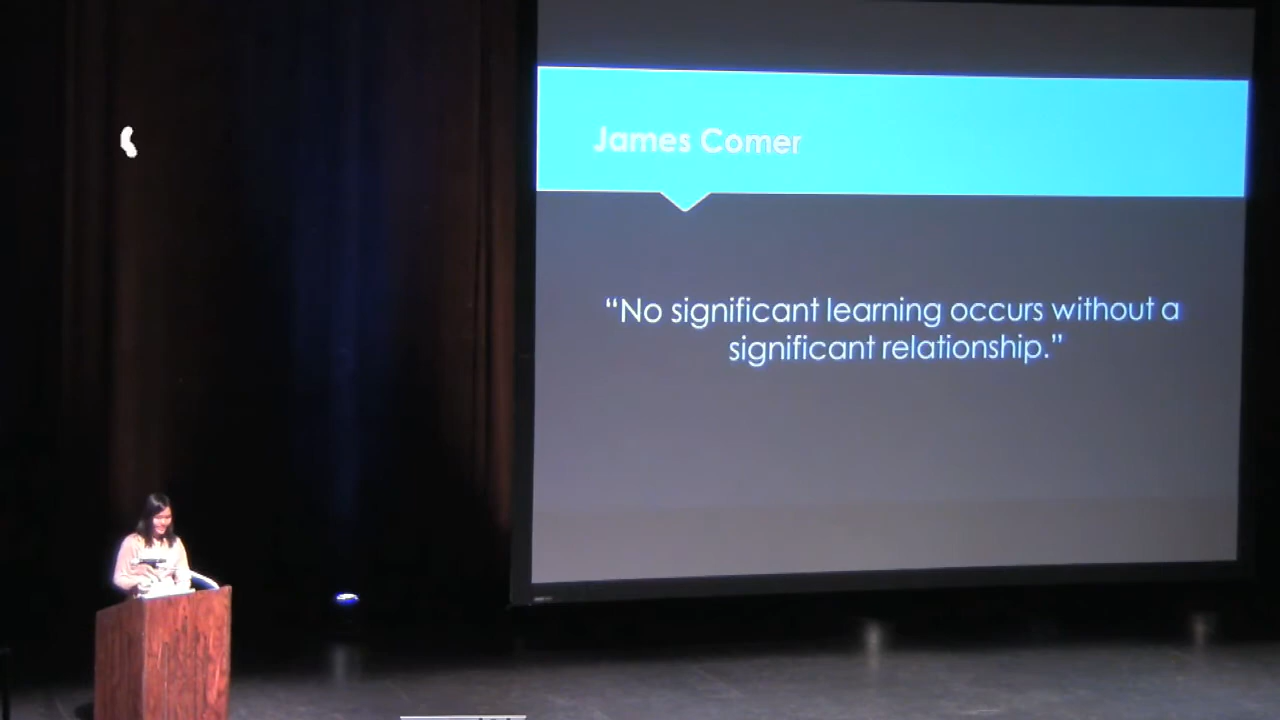 James Comer
“No significant learning occurs without a
significant relationship.”